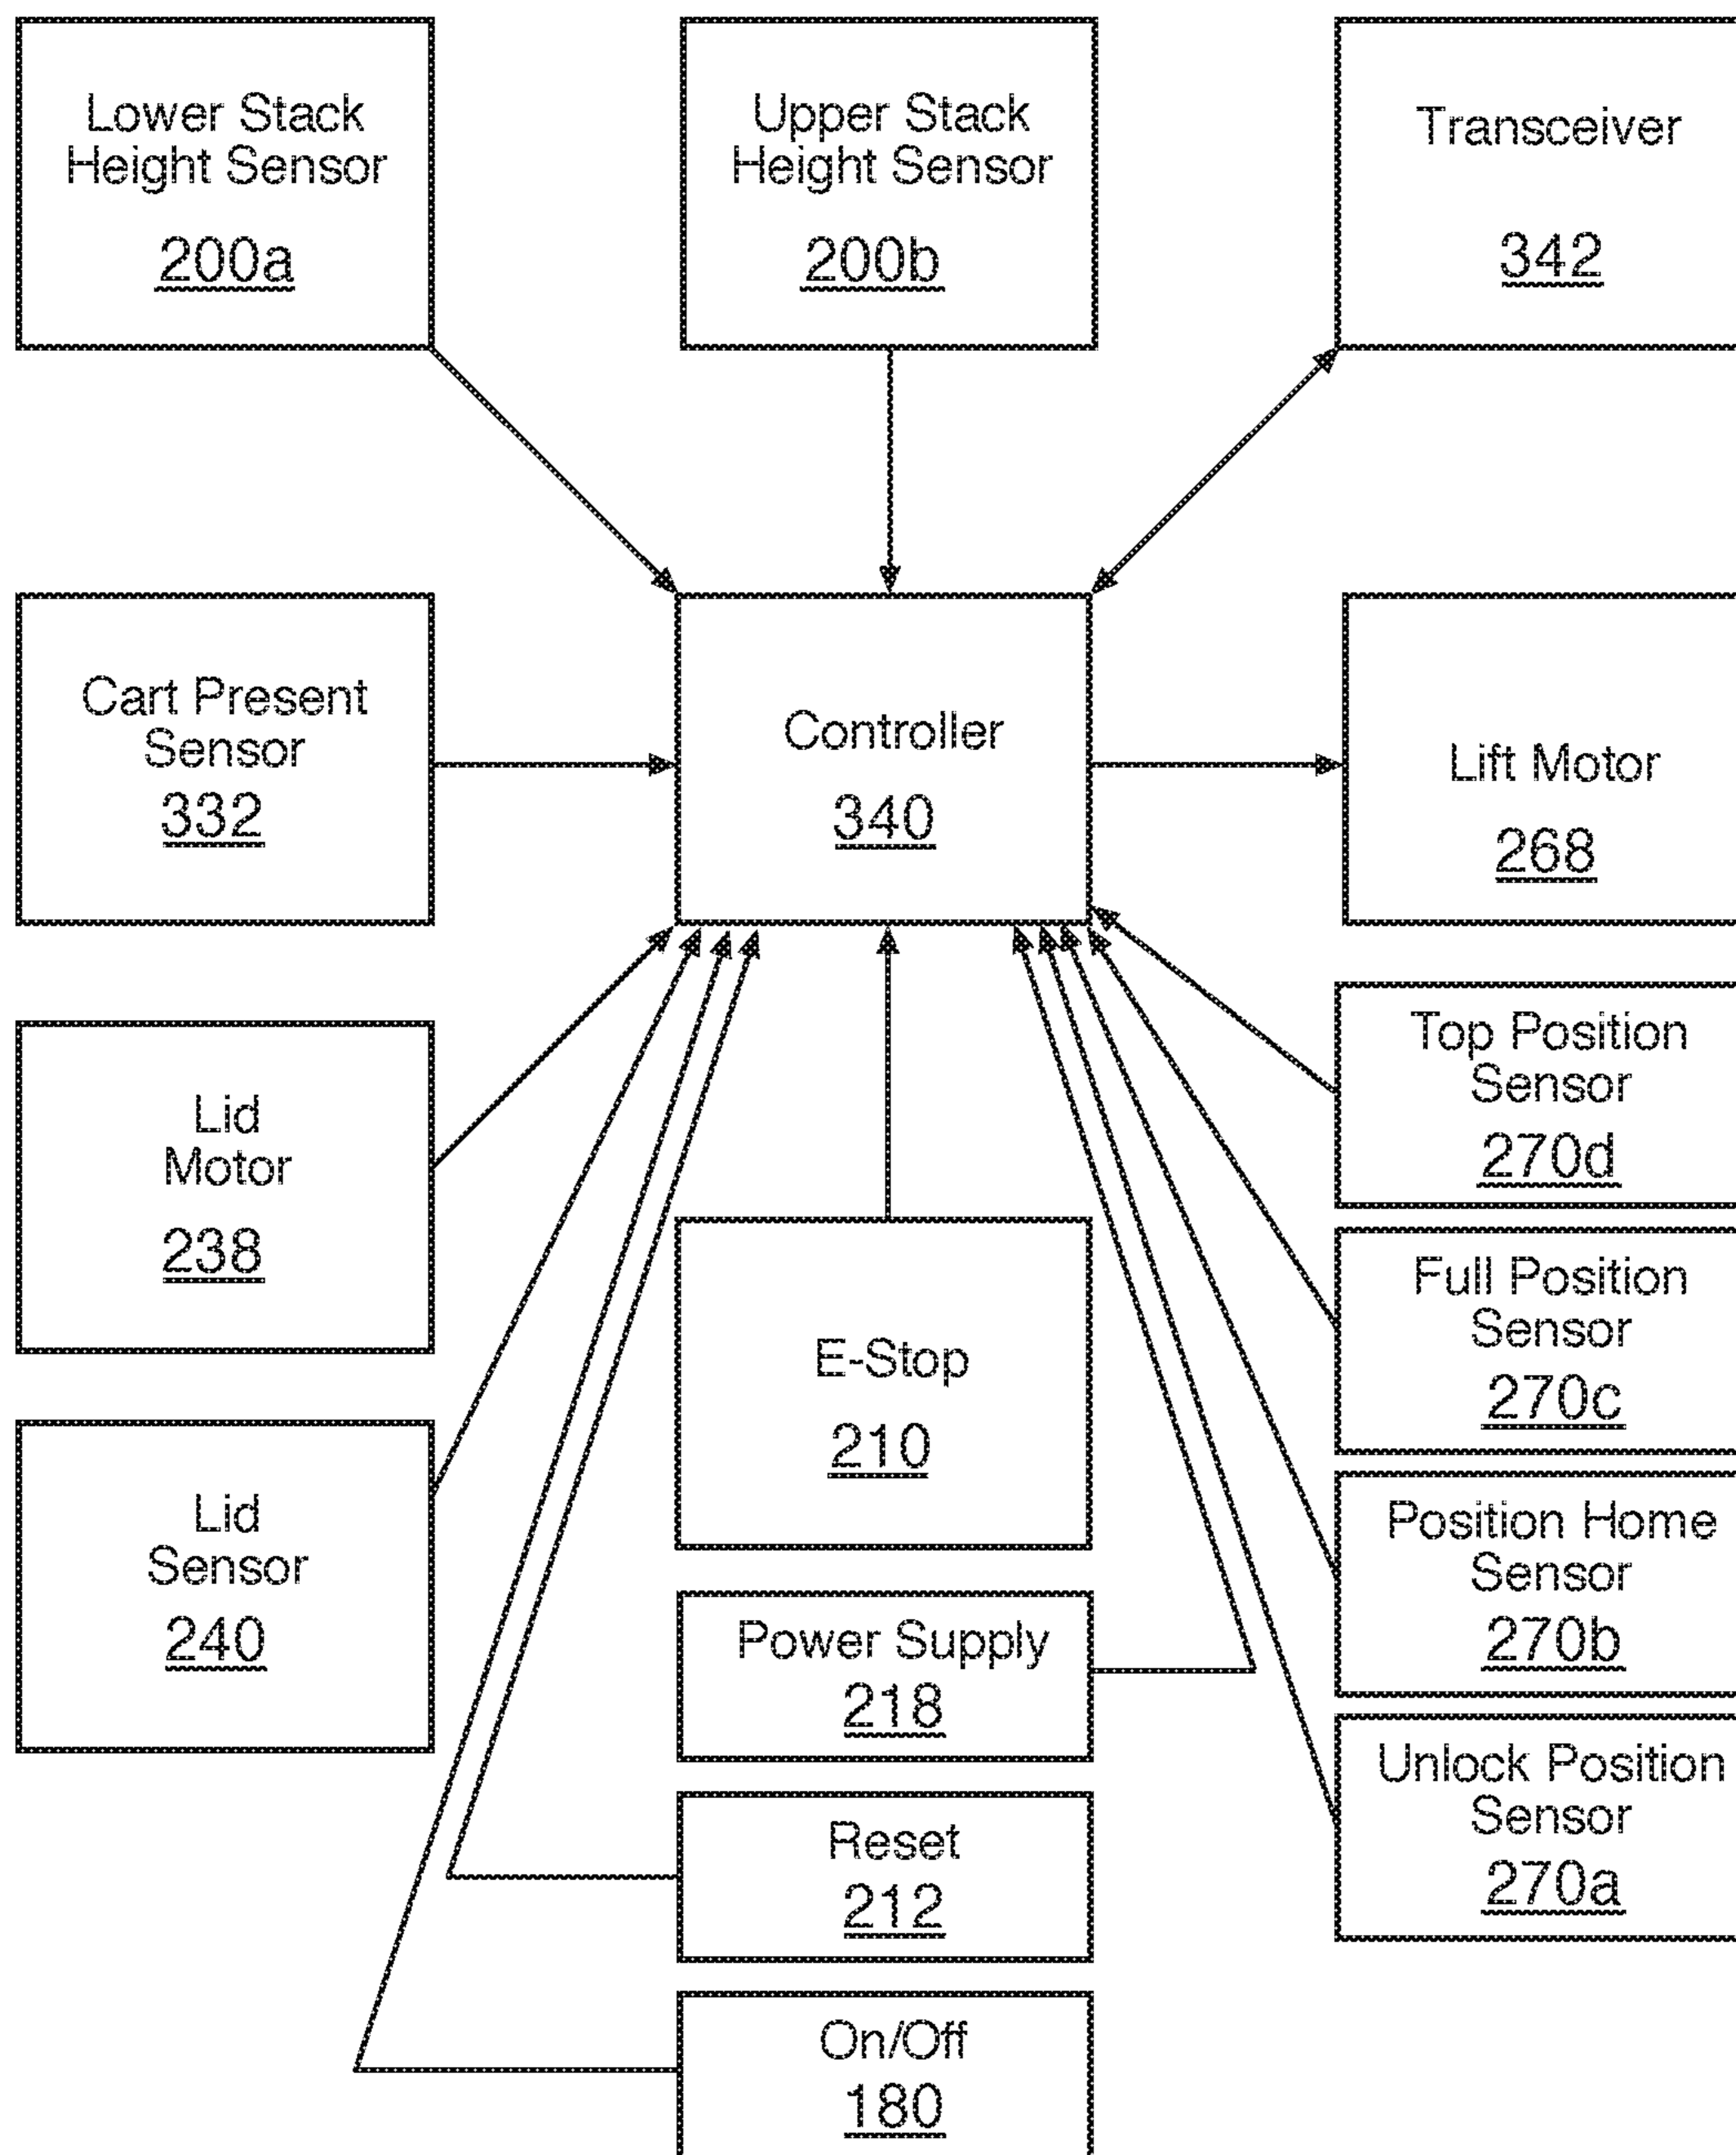 Lower Stack
Height Sensor
200a
Upper Stack
Height Sensor
200b
Transceiver
342
Cart Present
Sensor
332
Controller
340
Lift Motor
268
Lid
Motor
238
Lid
Sensor
240
E-Stop
210
Power Supply
218
Reset
212
On/Off
180
Top Position
Sensor
270d
Full Position
Sensor
270c
Position Home
Sensor
270b
Unlock Position
Sensor
270a